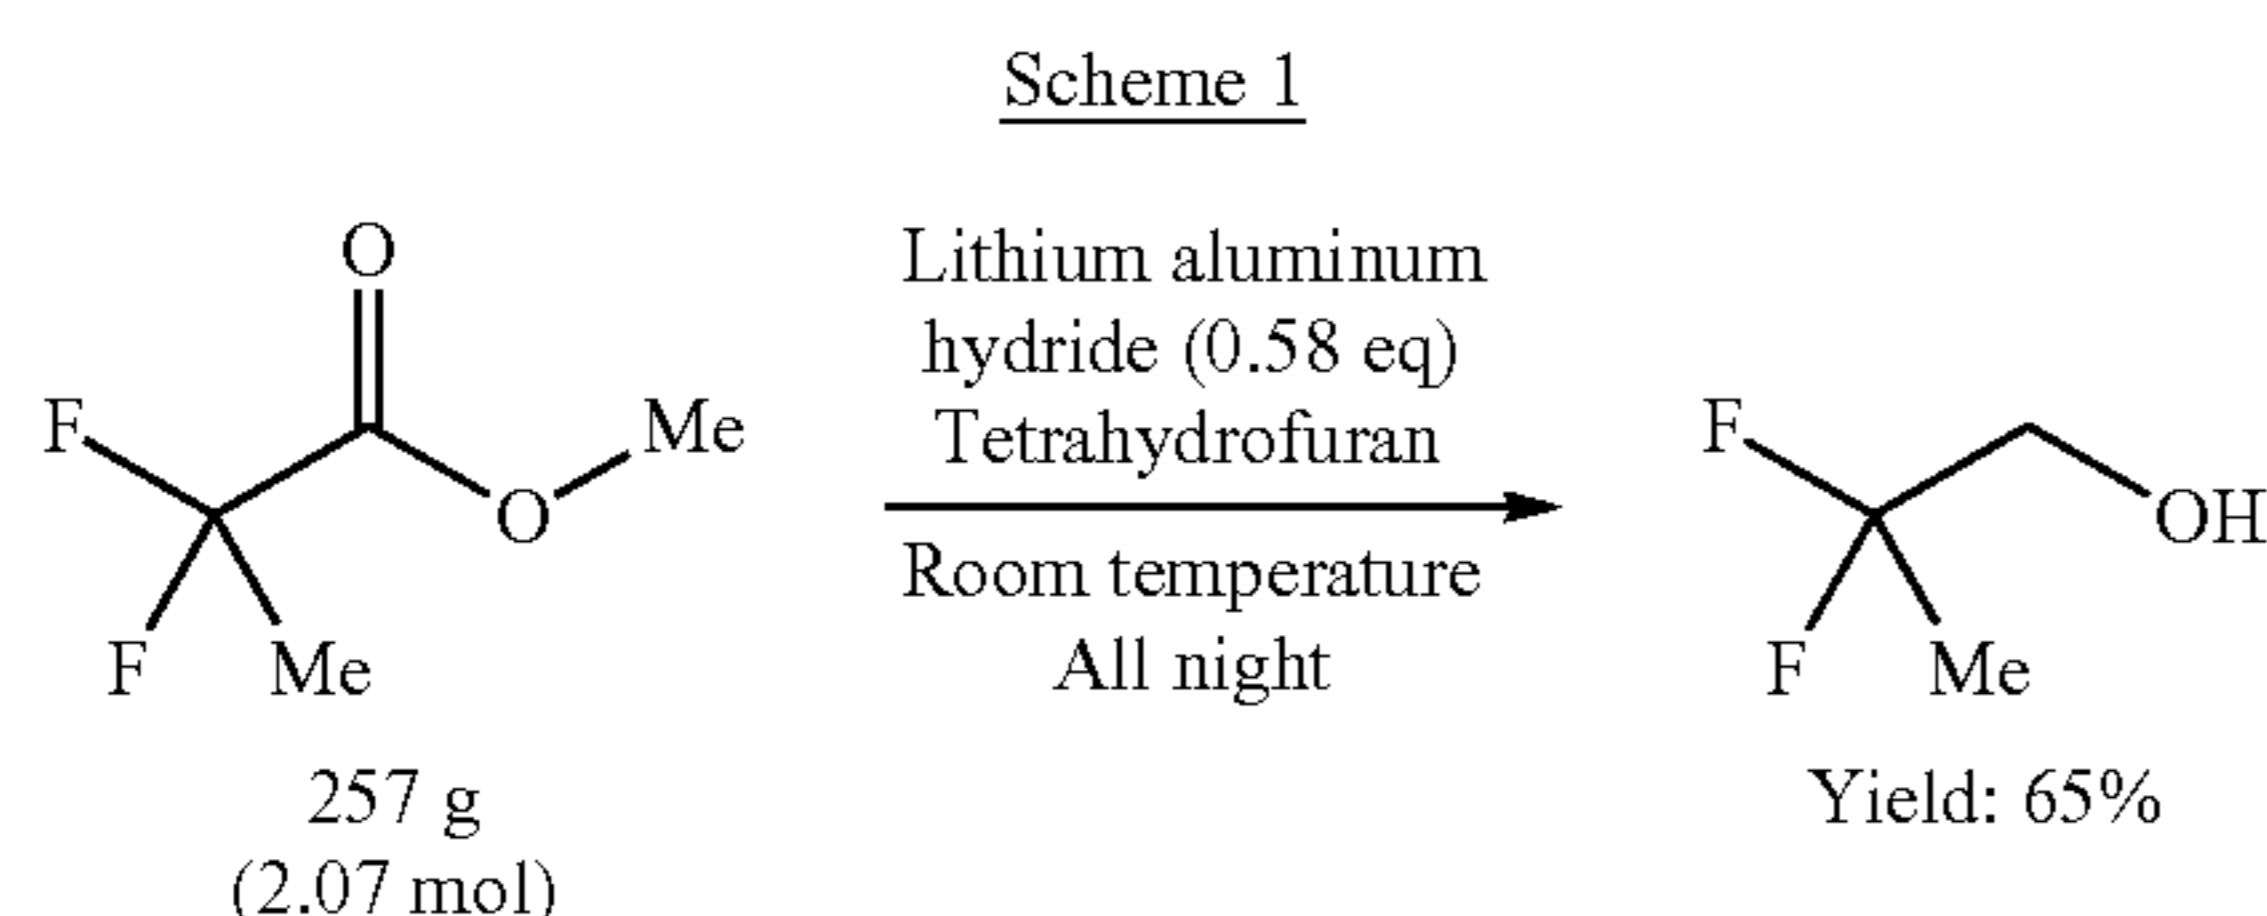 Scheme 1
O
F
O
Me
F
Me
257 g
(2.07 mol)
Lithium aluminum
hydride (0.58 eq)
Tetrahydrofuran
Room temperature
All night
F
OH
F
Me
Yield: 65%